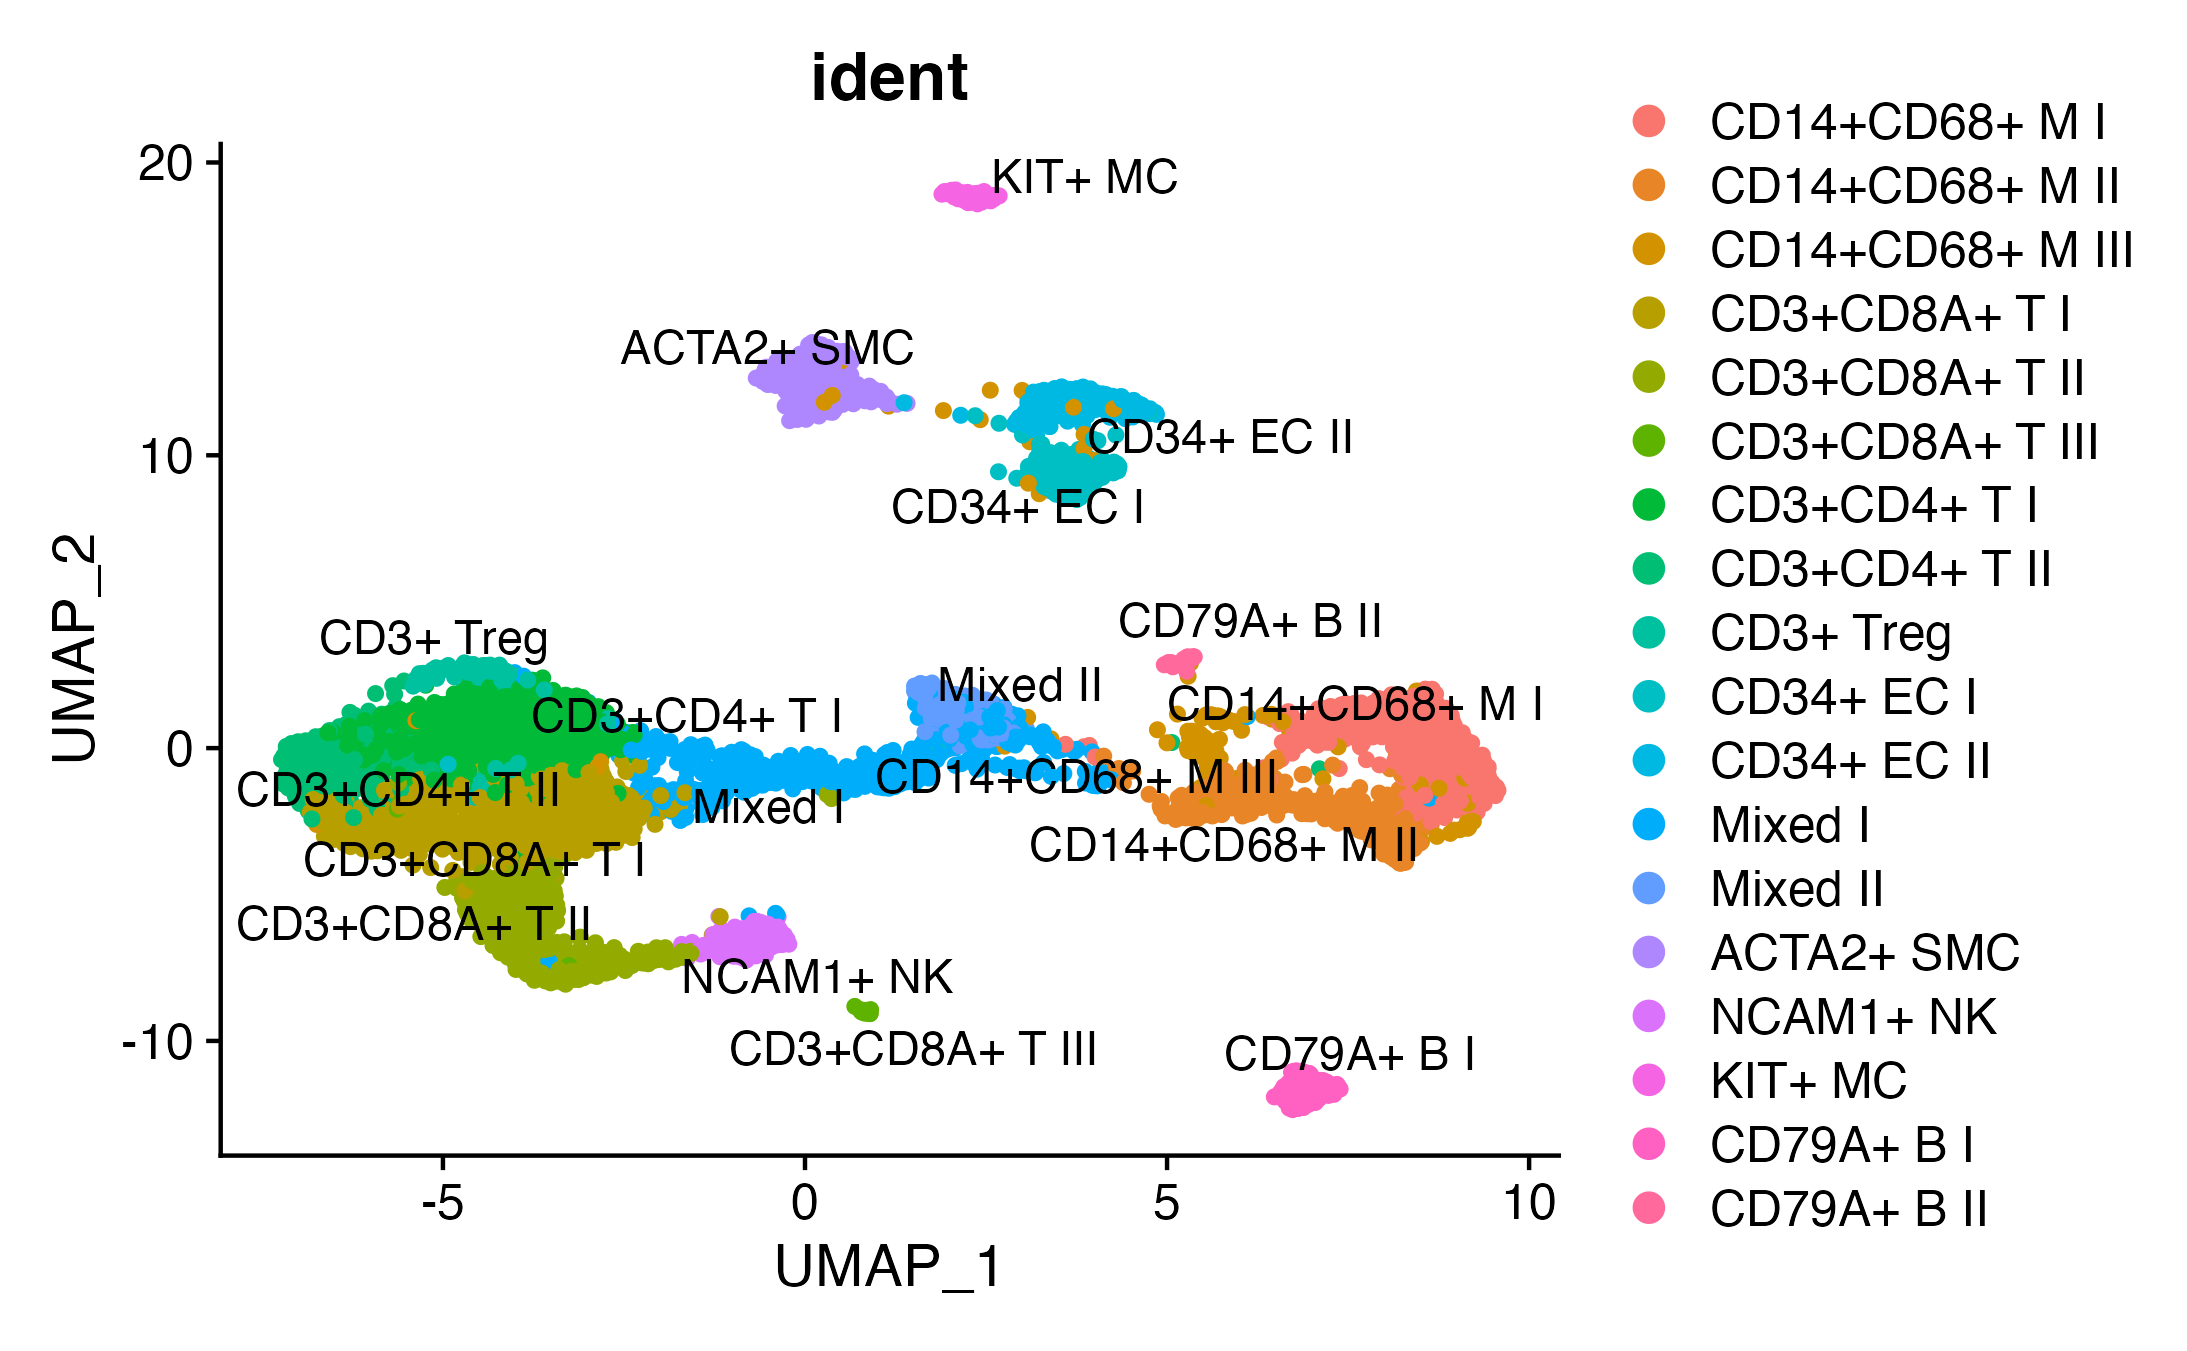 ident
20
10
0
-10
UMAP_2
KIT+ MC
ACTA2+ SMC
CD34+ EC II
CD34+ EC I
CD79A+ B II
CD3+ Treg
Mixed II
CD14+CD68+ M I
CD3+CD4+ T I
CD14+CD68+ M III
CD3+CD4+ T II
Mixed I
CD14+CD68+ M II
CD3+CD8A+ T I
CD3+CD8A+ T II
NCAM1+ NK
CD3+CD8A+ T III
CD79A+ B I
-5
0
5
10
UMAP_1
CD14+CD68+ M I
CD14+CD68+ M II
CD14+CD68+ M III
CD3+CD8A+ T I
CD3+CD8A+ T II
CD3+CD8A+ T III
CD3+CD4+ T I
CD3+CD4+ T II
CD3+ Treg
CD34+ EC I
CD34+ EC II
Mixed I
Mixed II
ACTA2+ SMC
NCAM1+ NK
KIT+ MC
CD79A+ B I
CD79A+ B II